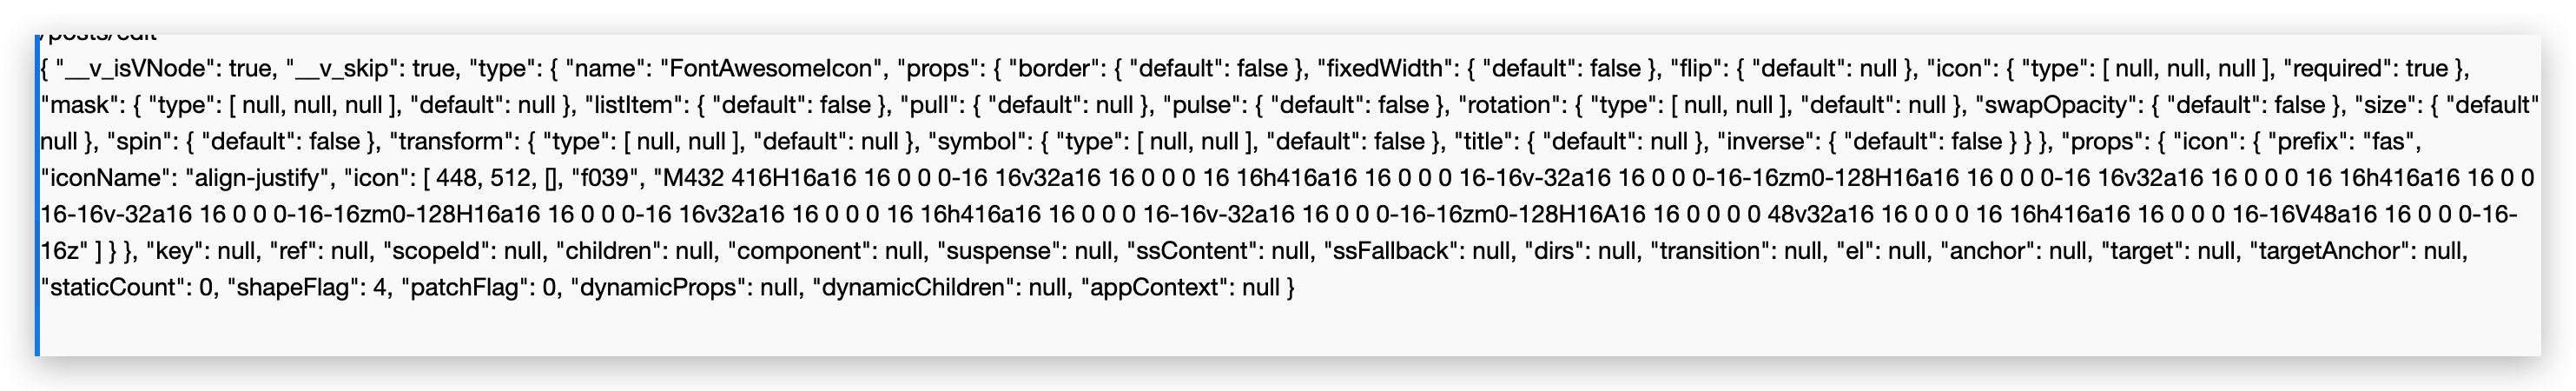 /posts/edit
{ "__v_isVNode": true, "__v_skip": true, "type": { "name": "FontAwesomeIcon", "props": { "border": { "default": false }, "fixedWidth": { "default": false }, "flip": { "default": null }, "icon": { "type": [ null, null, null ], "required": true },
"mask": { "type": [ null, null, null ], "default": null }, "listItem": { "default": false }, "pull": { "default": null }, "pulse": { "default": false }, "rotation": { "type": [ null, null ], "default": null }, "swapOpacity": { "default": false }, "size": { "default"
null }, "spin": { "default": false }, "transform": { "type": [ null, null ], "default": null }, "symbol": { "type": [ null, null ], "default": false }, "title": { "default": null }, "inverse": { "default": false } } }, "props": { "icon": { "prefix": "fas",
"iconName": "align-justify", "icon": [ 448, 512, [], "f039", "M432 416H16a16 16 0 0 0-16 16v32a16 16 0 0 0 16 16h416a16 16 0 0 0 16-16v-32a16 16 0 0 0-16-16zm0-128H16a16 16 0 0 0-16 16v32a16 16 0 0 0 16 16h416a16 16 0 0
16-16v-32a16 16 0 0 0-16-16zm0-128H16a16 16 0 0 0-16 16v32a16 16 0 0 0 16 16h416a16 16 0 0 0 16-16v-32a16 16 0 0 0-16-16zm0-128H16A16 16 0 0 0 0 48v32a16 16 0 0 0 16 16h416a16 16 0 0 0 16-16V48a16 16 0 0 0-16-
16z" ] } }, "key": null, "ref": null, "scopeId": null, "children": null, "component": null, "suspense": null, "ssContent": null, "ssFallback": null, "dirs": null, "transition": null, "el": null, "anchor": null, "target": null, "targetAnchor": null,
"staticCount": 0, "shapeFlag": 4, "patchFlag": 0, "dynamicProps": null, "dynamicChildren": null, "appContext": null }